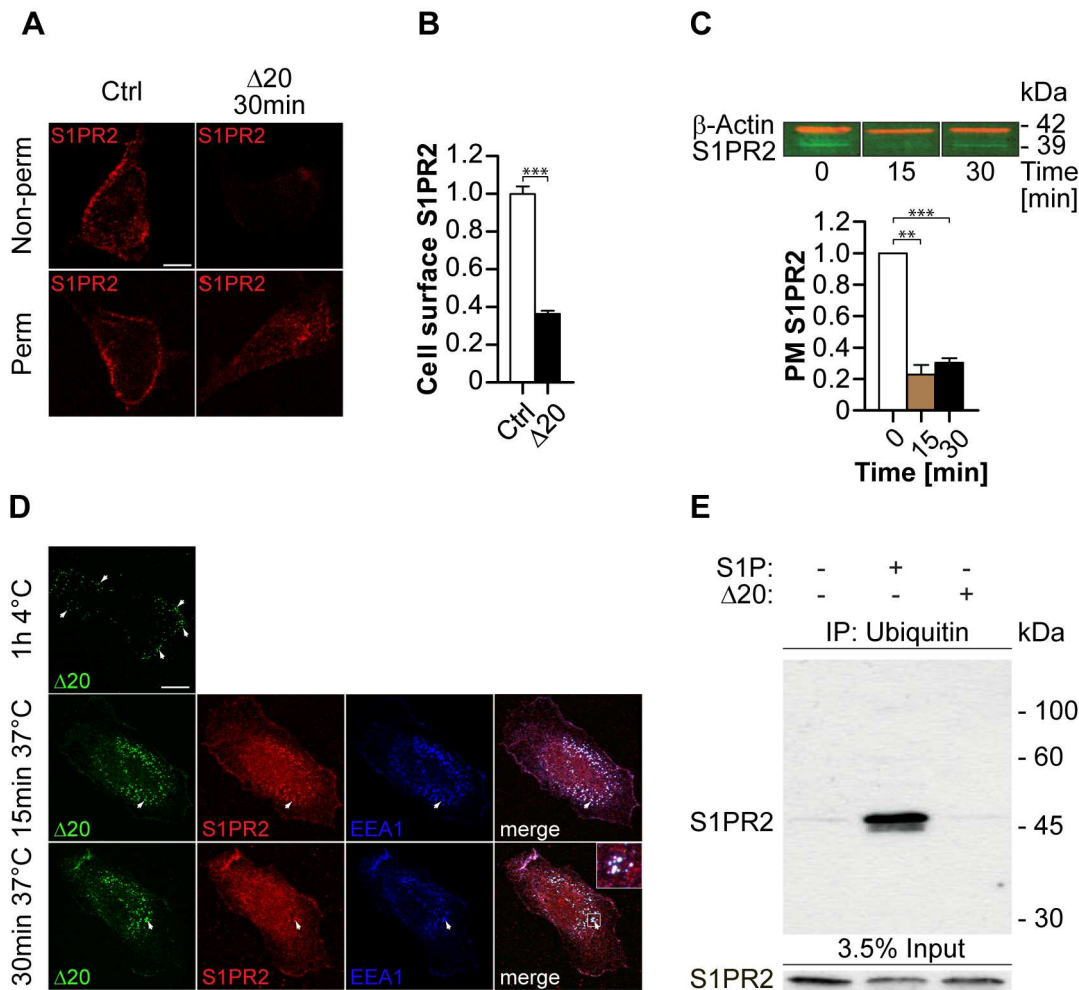 A
Ctrl
Δ20
30min
Non-perm
S1PR2
S1PR2
Perm
S1PR2
S1PR2
B
Cell surface S1PR2
1.2
1.0
0.8
0.6
0.4
0.2
0
***
Ctrl
Δ20
C
kDa
β-Actin
- 42
S1PR2
- 39
0
15
30
Time
[min]
PM S1PR2
1.0
0.8
0.6
0.4
0.2
0
***
**
0
15
30
Time [min]
D
1h 4°C
Δ20
15min 37°C
Δ20
S1PR2
EEA1
merge
30min 37°C
Δ20
S1PR2
EEA1
merge
E
S1P: - + -
Δ20: - - +
IP: Ubiquitin
kDa
- 100
- 60
S1PR2
- 45
- 30
3.5% Input
S1PR2